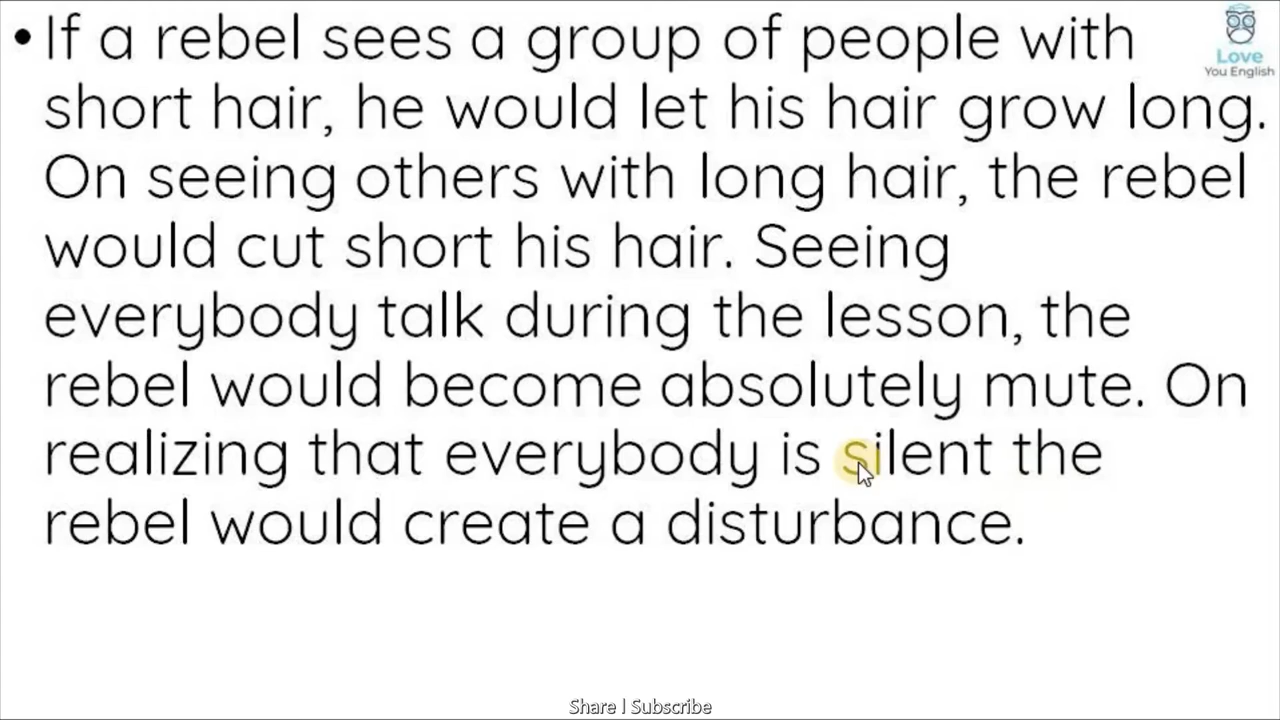 • If a rebel sees a group of people with
short hair, he would let his hair grow long.
On seeing others with long hair, the rebel
would cut short his hair. Seeing
everybody talk during the lesson, the
rebel would become absolutely mute. On
realizing that everybody is silent the
rebel would create a disturbance.
Love
You English
Share | Subscribe